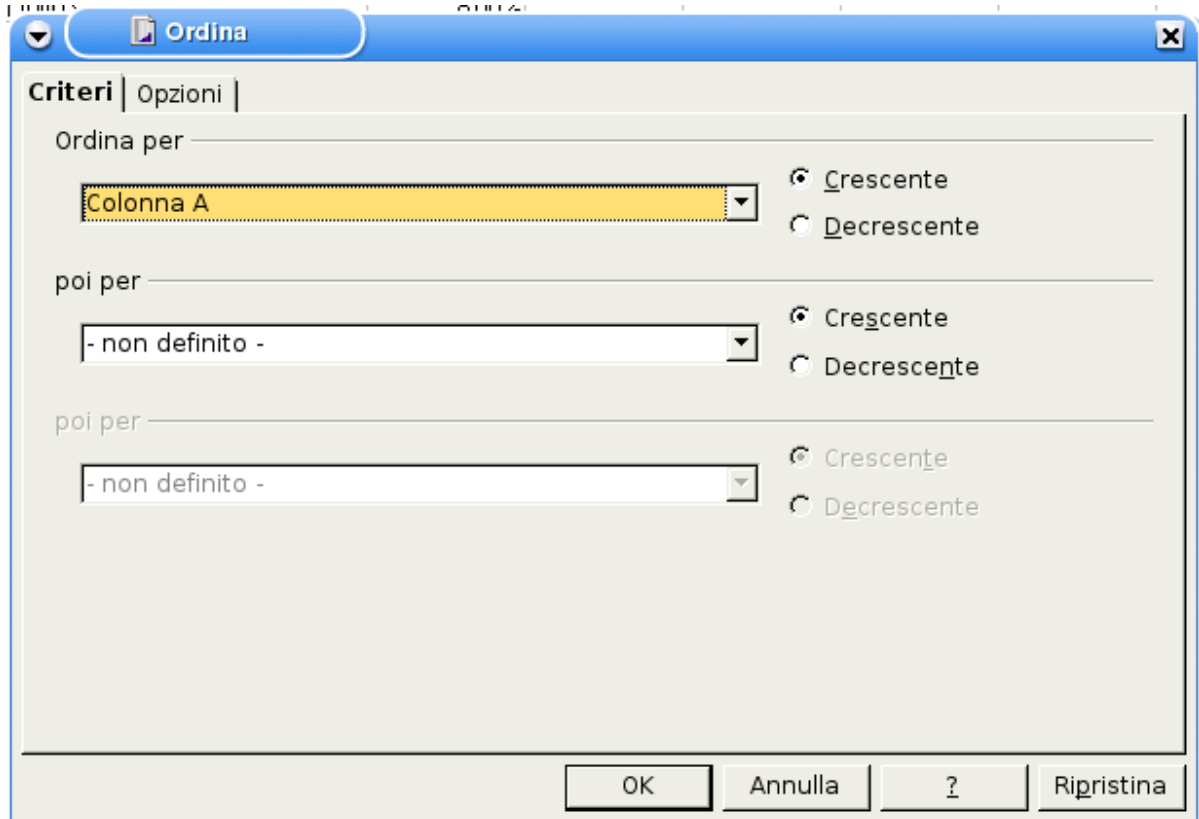 Ordina
Criteri Opzioni
Ordina per
Colonna A
Crescente
Decrescente
poi per
- non definito -
Crescente
Decrescente
poi per
- non definito -
Crescente
Decrescente
OK Annulla ? Ripristina